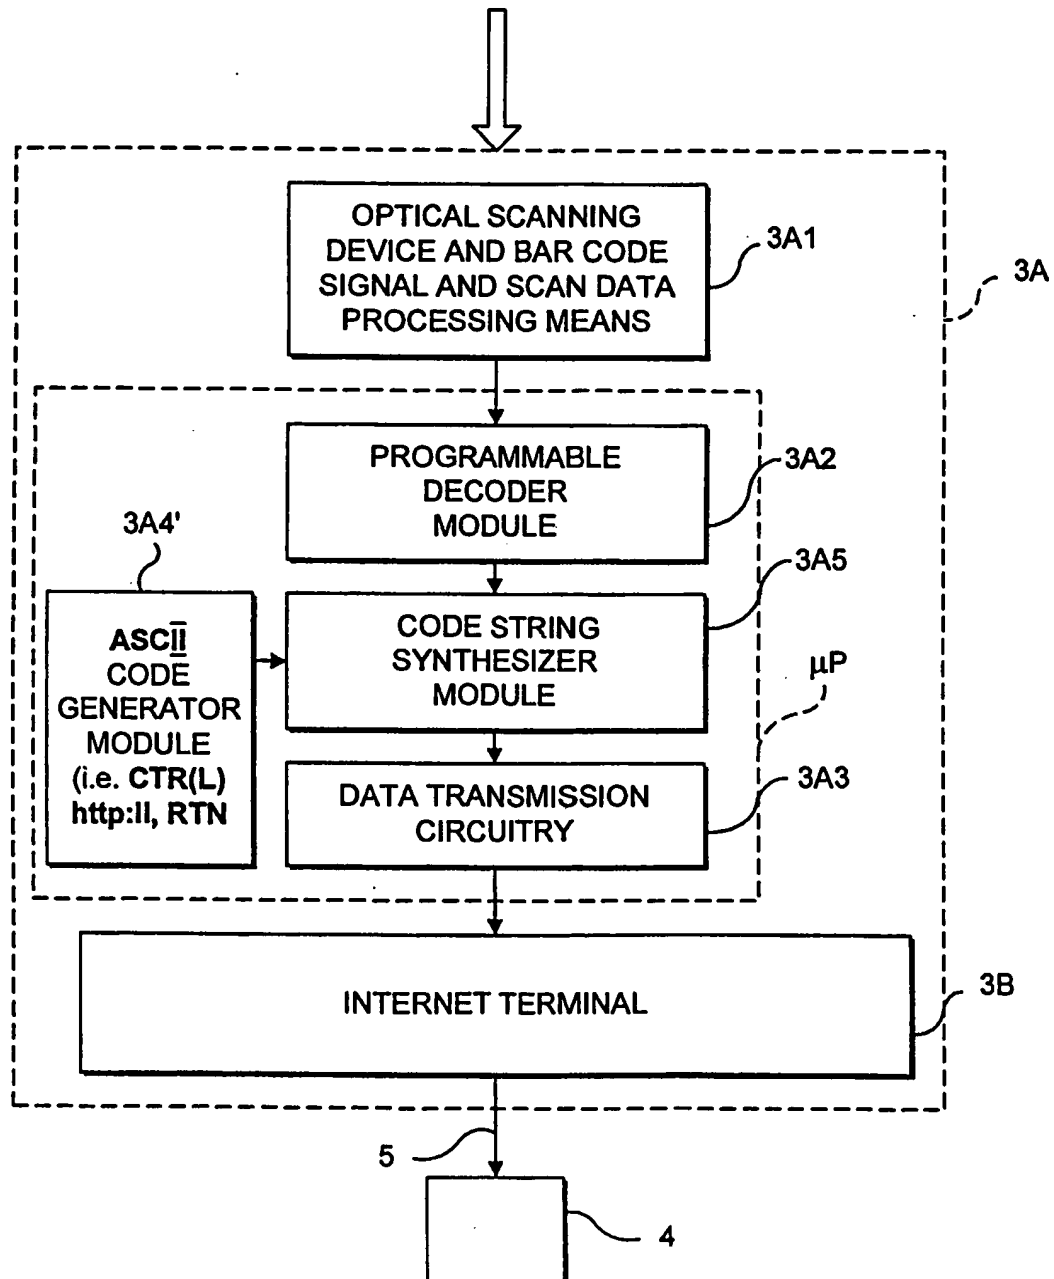 OPTICAL SCANNING
DEVICE AND BAR CODE
SIGNAL AND SCAN DATA
PROCESSING MEANS
3A1
3A
PROGRAMMABLE
DECODER
MODULE
3A2
3A4'
ASCII
CODE
GENERATOR
MODULE
(i.e. CTR(L)
http:II, RTN
CODE STRING
SYNTHESIZER
MODULE
3A5
μP
DATA TRANSMISSION
CIRCUITRY
3A3
INTERNET TERMINAL
3B
5
4